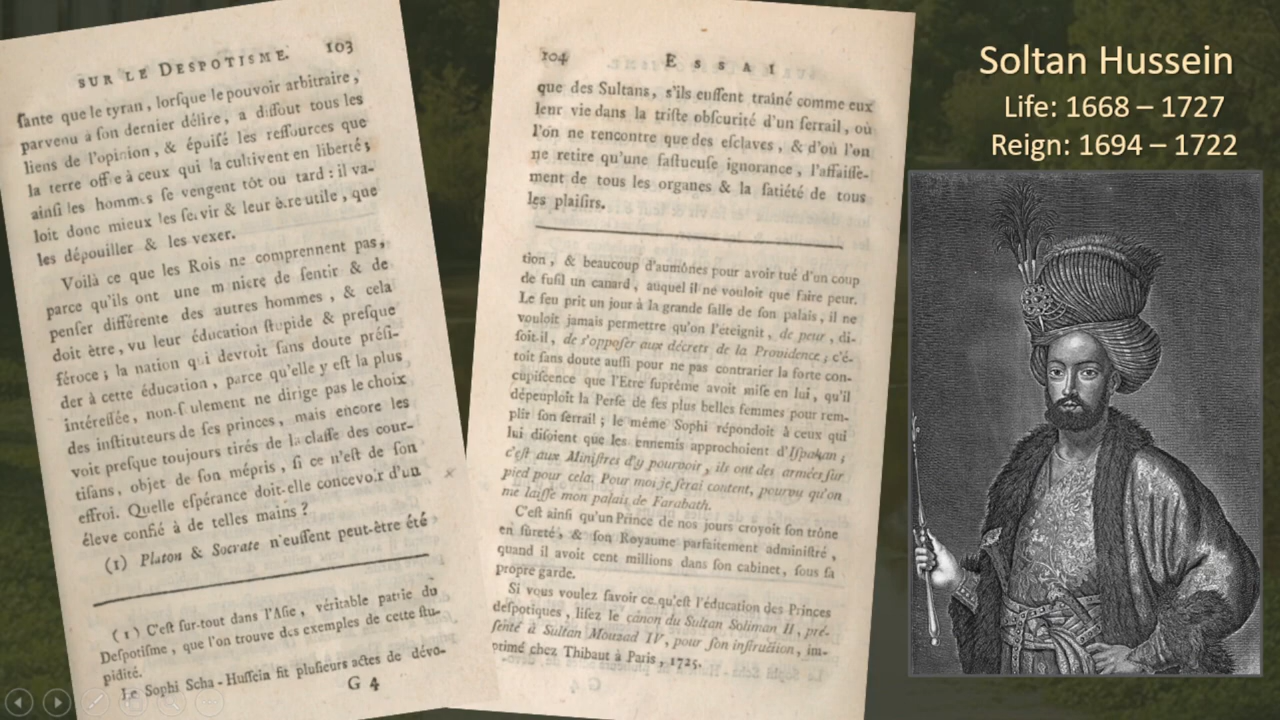 SUR LE DESPOTISME. 103
ſante que le tyran, lorſque le pouvoir arbitraire,
parvenu à ſon dernier délire, a diſſout tous les
liens de l'opinion, & épuiſé les reſſources que
la terre off e à ceux qui la cultivent en liberté;
ainſi les homm s ſe vengent tôt ou tard : il va-
loit donc mieux les ſervir & leur être utile, que
les dépouiller & les vexer.
Voilà ce que les Rois ne comprennent pas,
parce qu'ils ont une m niere de ſentir & de
penſer différente des autres hommes, & cela
doit être, vu leur éducation ſtupide & preſque
féroce; la nation qui devroit ſans doute préſi-
der à cette éducation, parce qu'elle y eſt la plus
intéreſſée, non-ſ ulement ne dirige pas le choix
des inſtituteurs de ſes princes, mais encore les
voit preſque toujours tirés de la claſſe des cour-
tiſans, objet de ſon mépris, ſi ce n'eſt de ſon
effroi. Quelle eſpérance doit-elle concevoir d'un
éleve confié à de telles mains ?
(1) Platon & Socrate n'euſſent peut-être été
(1) C'eſt ſur-tout dans l'Aſie, véritable patrie du
Deſpotiſme, que l'on trouve des exemples de cette ſtu-
pidité.
Le Sophi Scha-Huſſein fit pluſieurs actes de dévo-
G 4
104 ESSAI
que des Sultans, s'ils euſſent traîné comme eux
leur vie dans la triſte obſcurité d'un ſerrail, où
l'on ne rencontre que des eſclaves, & d'où l'on
ne retire qu'une faſtueuſe ignorance, l'affaiſſe-
ment de tous les organes & la ſatiété de tous
les plaiſirs.
tion, & beaucoup d'aumônes pour avoir tué d'un coup
de fuſil un canard, auquel il ne vouloit que faire peur.
Le feu prit un jour à la grande ſalle de ſon palais, il ne
vouloit jamais permettre qu'on l'éteignit, de peur, di-
ſoit-il, de s'oppoſer aux décrets de la Providence; c'é-
toit ſans doute auſſi pour ne pas contrarier la forte con-
cupiſcence que l'Etre ſuprême avoit miſe en lui, qu'il
dépeuploit la Perſe de ſes plus belles femmes pour rem-
plir ſon ſerrail; le même Sophi répondoit à ceux qui
lui diſoient que les ennemis approchoient d'Iſpahan;
c'eſt aux Miniſtres d'y pourvoir, ils ont des armées ſur
pied pour cela. Pour moi je ſerai content, pourvu qu'on
me laiſſe mon palais de Farabath.
C'eſt ainſi qu'un Prince de nos jours croyoit ſon trône
en ſûreté, & ſon Royaume parfaitement adminiſtré,
quand il avoit cent millions dans ſon cabinet, ſous ſa
propre garde.
Si vous voulez ſavoir ce qu'eſt l'éducation des Princes
deſpotiques, liſez le canon du Sultan Soliman II, pré-
ſenté à Sultan Mourad IV, pour ſon inſtruction, im-
primé chez Thibaut à Paris, 1725.
Soltan Hussein
Life: 1668 – 1727
Reign: 1694 – 1722